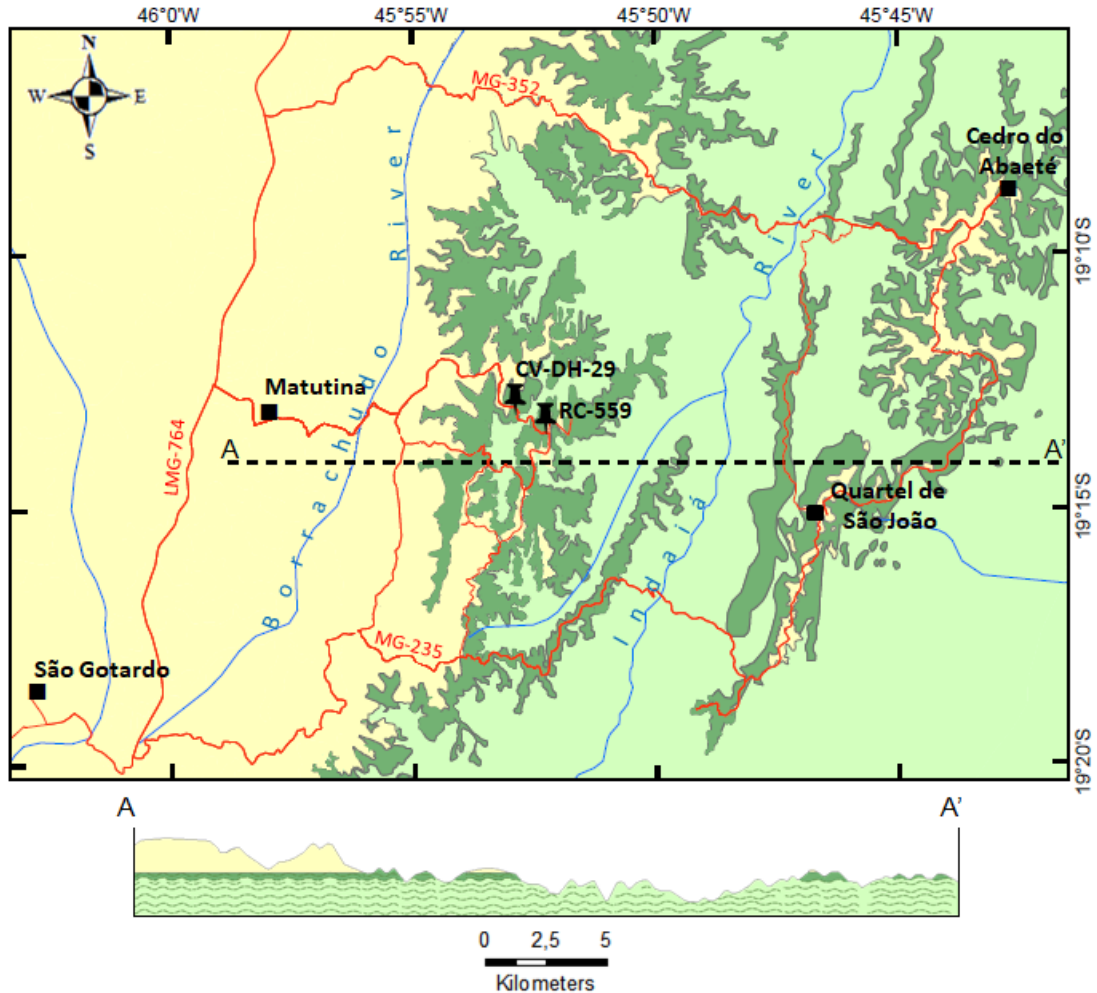 46°0'W
45°55'W
45°50'W
45°45'W
N
W
E
S
MG-352
Cedro do
Abaeté
River
River
19°10'S
CV-DH-29
RC-559
Matutina
Borrachudo
LMG-764
A
A'
Quartel de
São João
19°15'S
Indaiá
MG-235
São Gotardo
19°20'S
A
A'
0 2,5 5
Kilometers